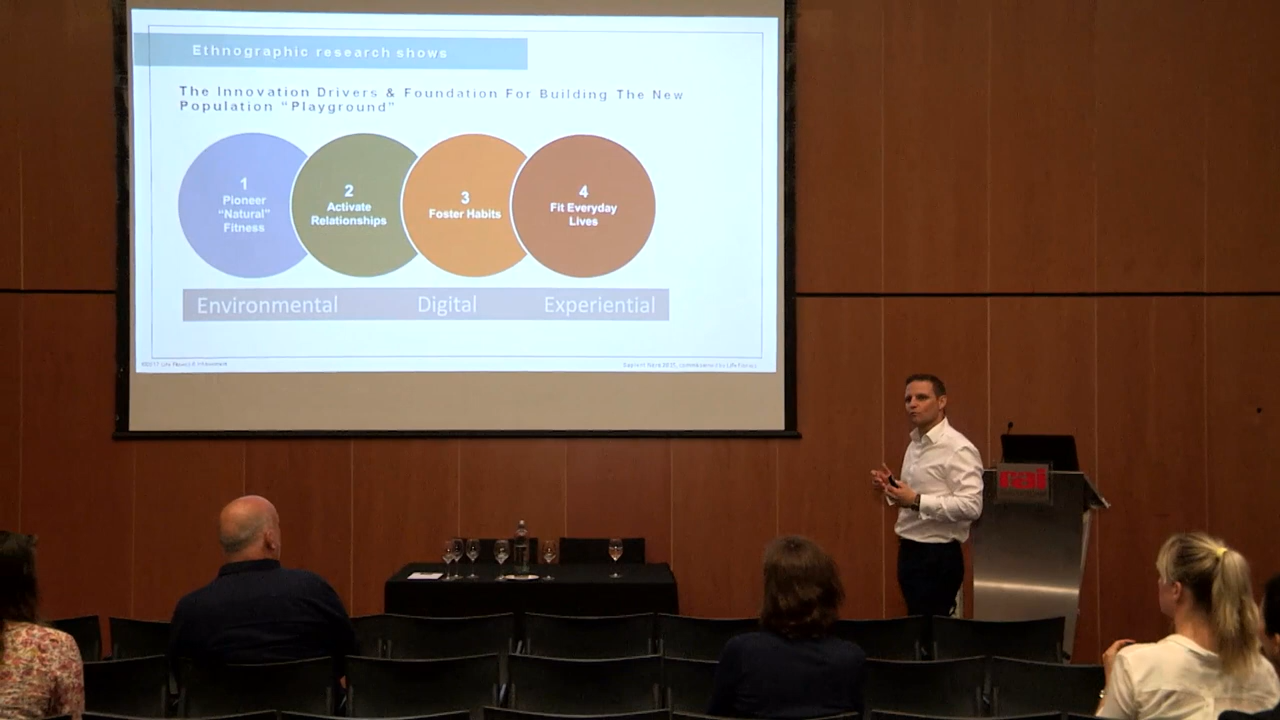 Ethnographic research shows
The Innovation Drivers & Foundation For Building The New
Population "Playground"
1
Pioneer
"Natural"
Fitness
2
Activate
Relationships
3
Foster Habits
4
Fit Everyday
Lives
Environmental Digital Experiential
rai